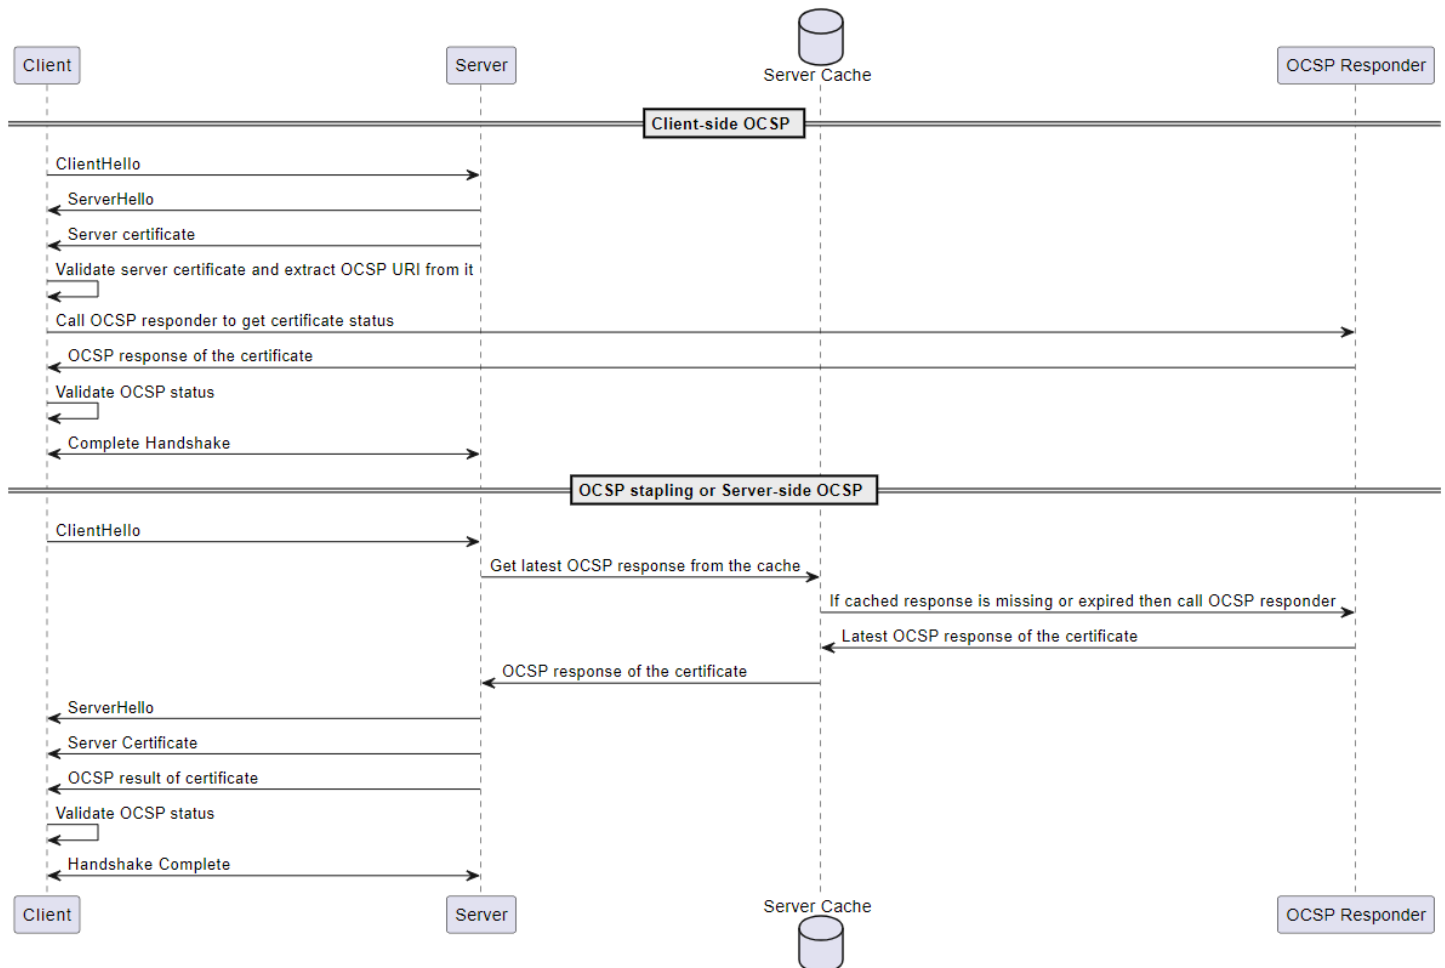 Client
Server
Server Cache
OCSP Responder
Client-side OCSP
ClientHello
ServerHello
Server certificate
Validate server certificate and extract OCSP URI from it
Call OCSP responder to get certificate status
OCSP response of the certificate
Validate OCSP status
Complete Handshake
OCSP stapling or Server-side OCSP
ClientHello
Get latest OCSP response from the cache
If cached response is missing or expired then call OCSP responder
Latest OCSP response of the certificate
OCSP response of the certificate
ServerHello
Server Certificate
OCSP result of certificate
Validate OCSP status
Handshake Complete
Client
Server
Server Cache
OCSP Responder